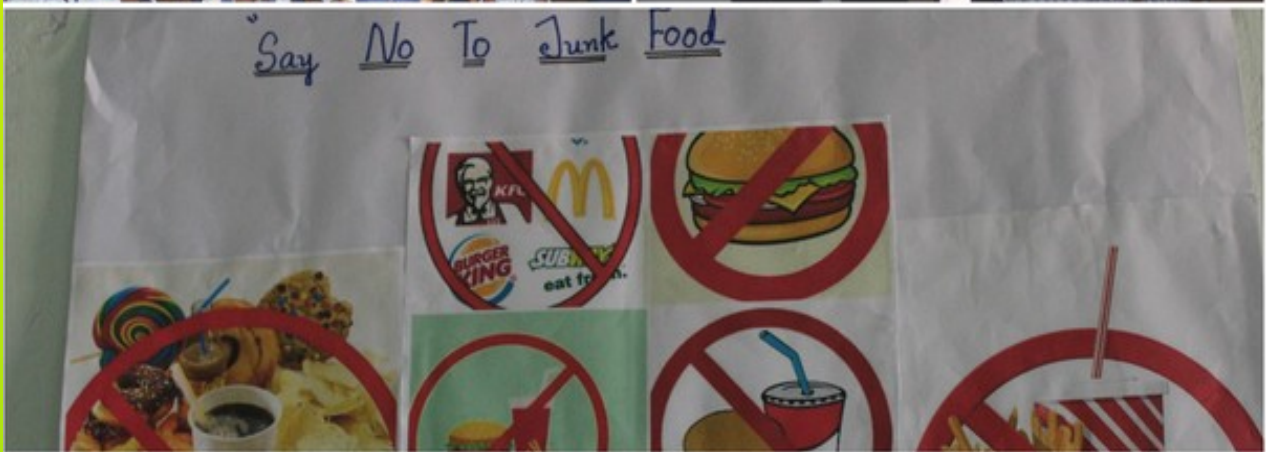 "Say No To Junk Food
KFC
BURGER KING
SUBWAY
eat fresh.